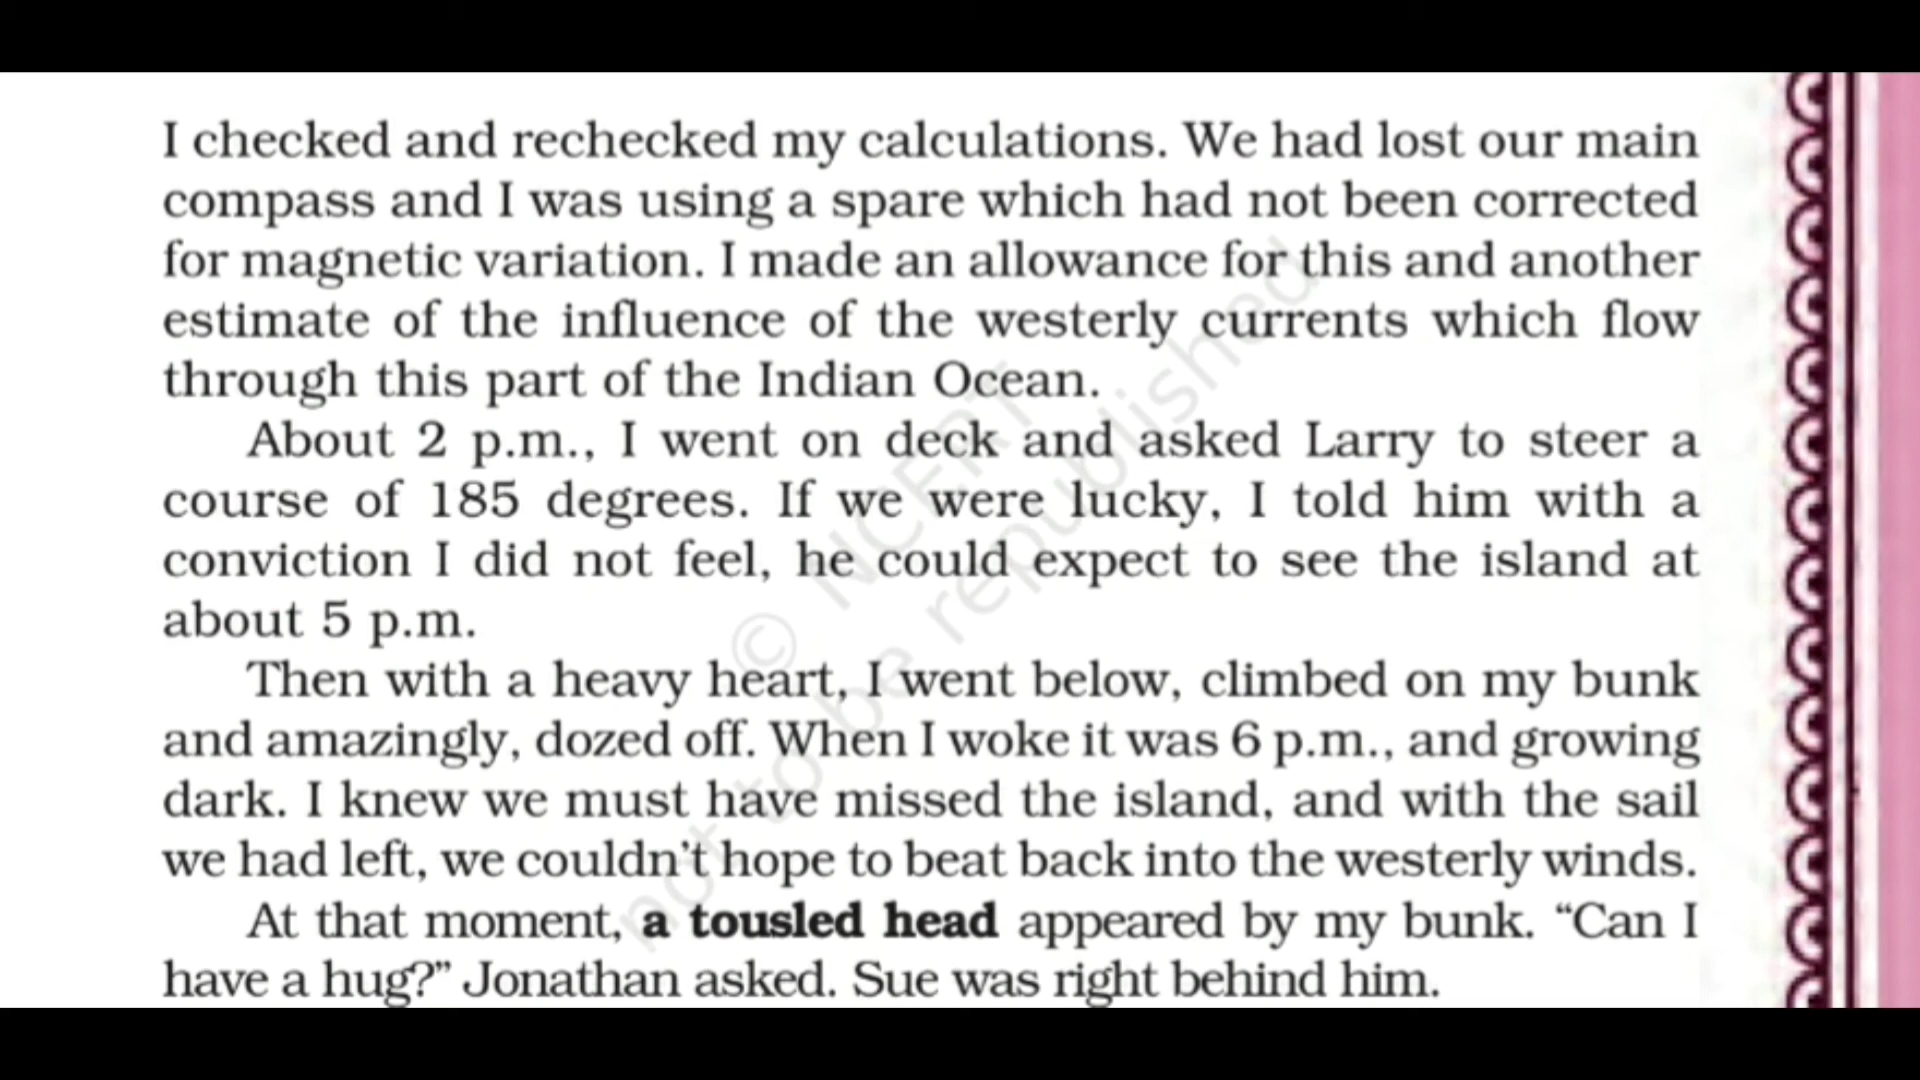 I checked and rechecked my calculations. We had lost our main
compass and I was using a spare which had not been corrected
for magnetic variation. I made an allowance for this and another
estimate of the influence of the westerly currents which flow
through this part of the Indian Ocean.
About 2 p.m., I went on deck and asked Larry to steer a
course of 185 degrees. If we were lucky, I told him with a
conviction I did not feel, he could expect to see the island at
about 5 p.m.
Then with a heavy heart, I went below, climbed on my bunk
and amazingly, dozed off. When I woke it was 6 p.m., and growing
dark. I knew we must have missed the island, and with the sail
we had left, we couldn't hope to beat back into the westerly winds.
At that moment, a tousled head appeared by my bunk. “Can I
have a hug?” Jonathan asked. Sue was right behind him.
© NCERT
not to be republished